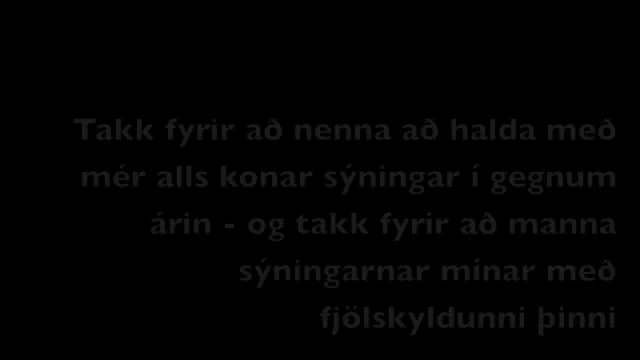 Takk fyrir að nenna að halda með
mér alls konar sýningar í gegnum
árin - og takk fyrir að manna
sýningarnar mínar með
fjölskyldunni þinni